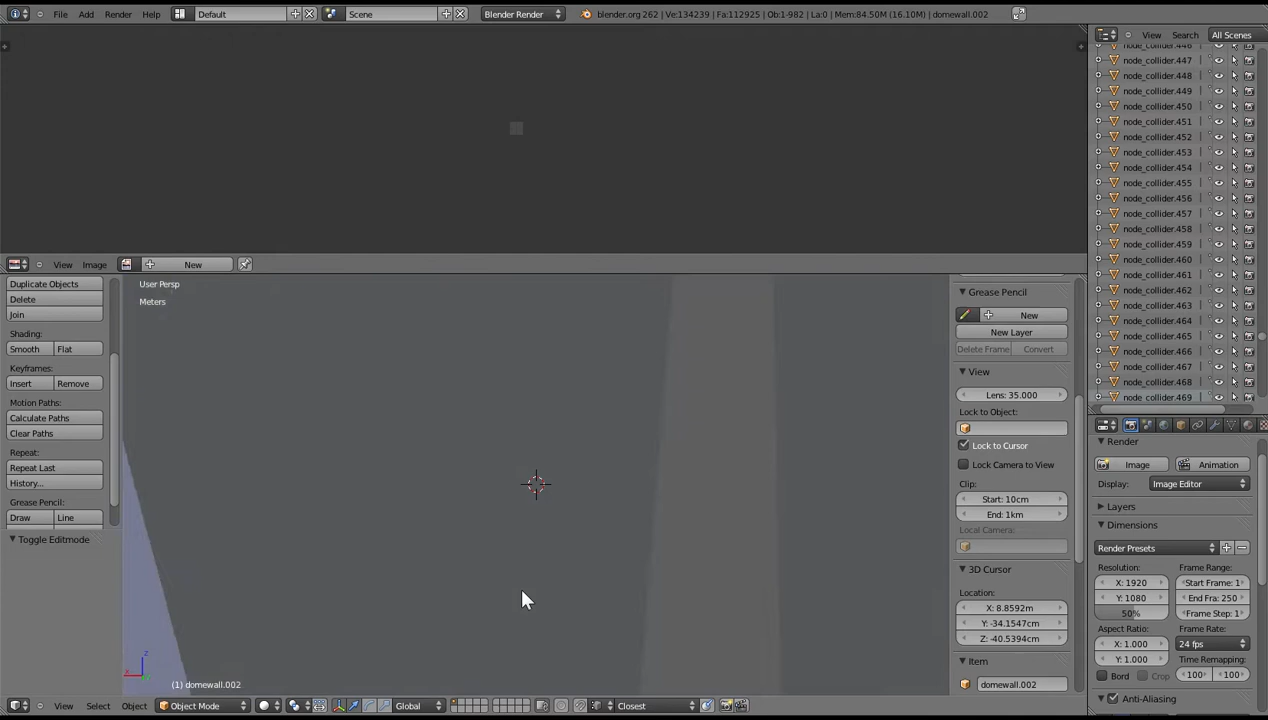 File Add Render Help Default Scene Blender Render blender.org 262 | Ve:134239 | Fa:112925 | Ob:1-982 | La:0 | Mem:84.50M (16.10M) | domewall.002
View Search All Scenes
node_collider.446
node_collider.447
node_collider.448
node_collider.449
node_collider.450
node_collider.451
node_collider.452
node_collider.453
node_collider.454
node_collider.455
node_collider.456
node_collider.457
node_collider.458
node_collider.459
node_collider.460
node_collider.461
node_collider.462
node_collider.463
node_collider.464
node_collider.465
node_collider.466
node_collider.467
node_collider.468
node_collider.469
View Image New
Duplicate Objects
Delete
Join
Shading:
Smooth Flat
Keyframes:
Insert Remove
Motion Paths:
Calculate Paths
Clear Paths
Repeat:
Repeat Last
History...
Grease Pencil:
Draw Line
Toggle Editmode
User Persp
Meters
(1) domewall.002
Grease Pencil
New
New Layer
Delete Frame Convert
View
Lens: 35.000
Lock to Object:
Lock to Cursor
Lock Camera to View
Clip:
Start: 10cm
End: 1km
Local Camera:
3D Cursor
Location:
X: 8.8592m
Y: -34.1547cm
Z: -40.5394cm
Item
domewall.002
Render
Image Animation
Display: Image Editor
Layers
Dimensions
Render Presets
Resolution: Frame Range:
X: 1920 Start Frame: 1
Y: 1080 End Fra: 250
50% Frame Step: 1
Aspect Ratio: Frame Rate:
X: 1.000 24 fps
Y: 1.000 Time Remapping:
Bord Crop 100 100
Anti-Aliasing
View Select Object Object Mode Global Closest